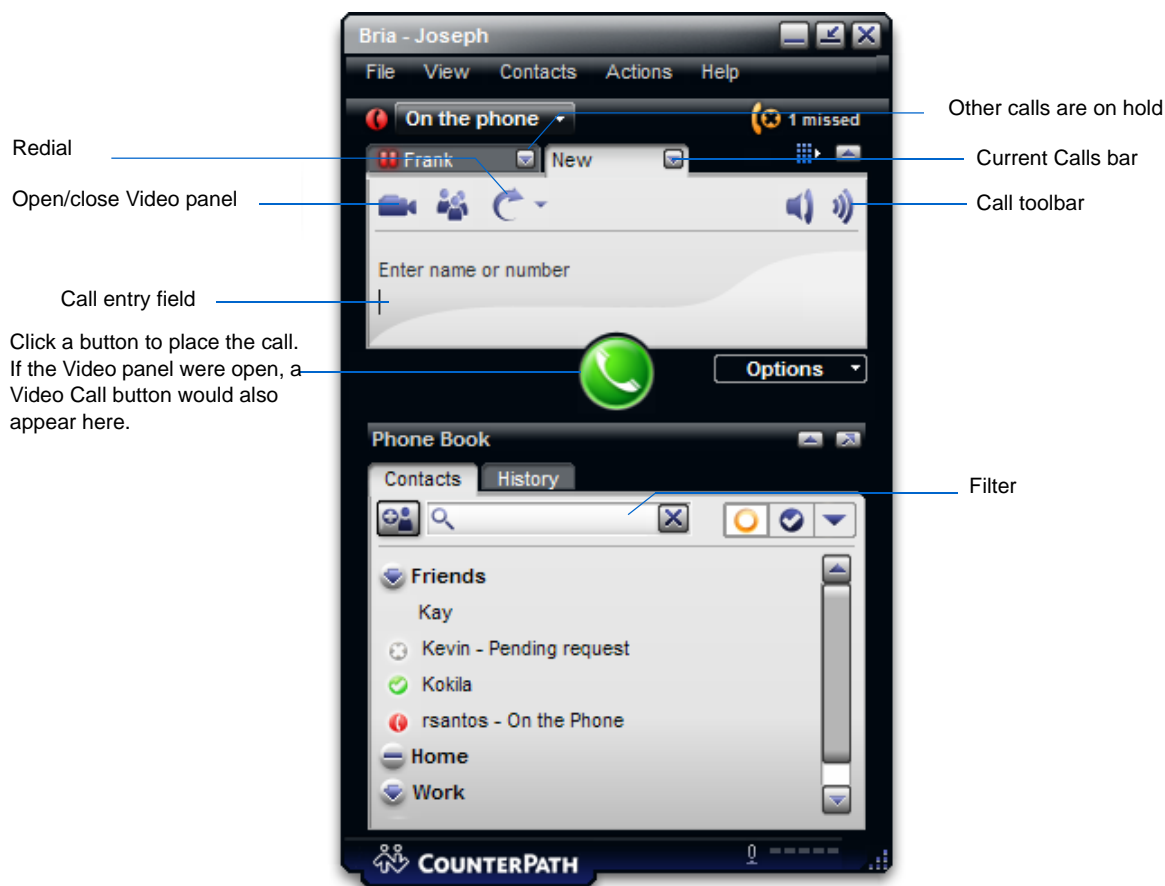 Bria - Joseph
File View Contacts Actions Help
On the phone
1 missed
Other calls are on hold
Redial
Frank
New
Current Calls bar
Open/close Video panel
Call toolbar
Enter name or number
Call entry field
Click a button to place the call.
If the Video panel were open, a
Video Call button would also
appear here.
Options
Phone Book
Contacts
History
Filter
Friends
Kay
Kevin - Pending request
Kokila
rsantos - On the Phone
Home
Work
COUNTERPATH